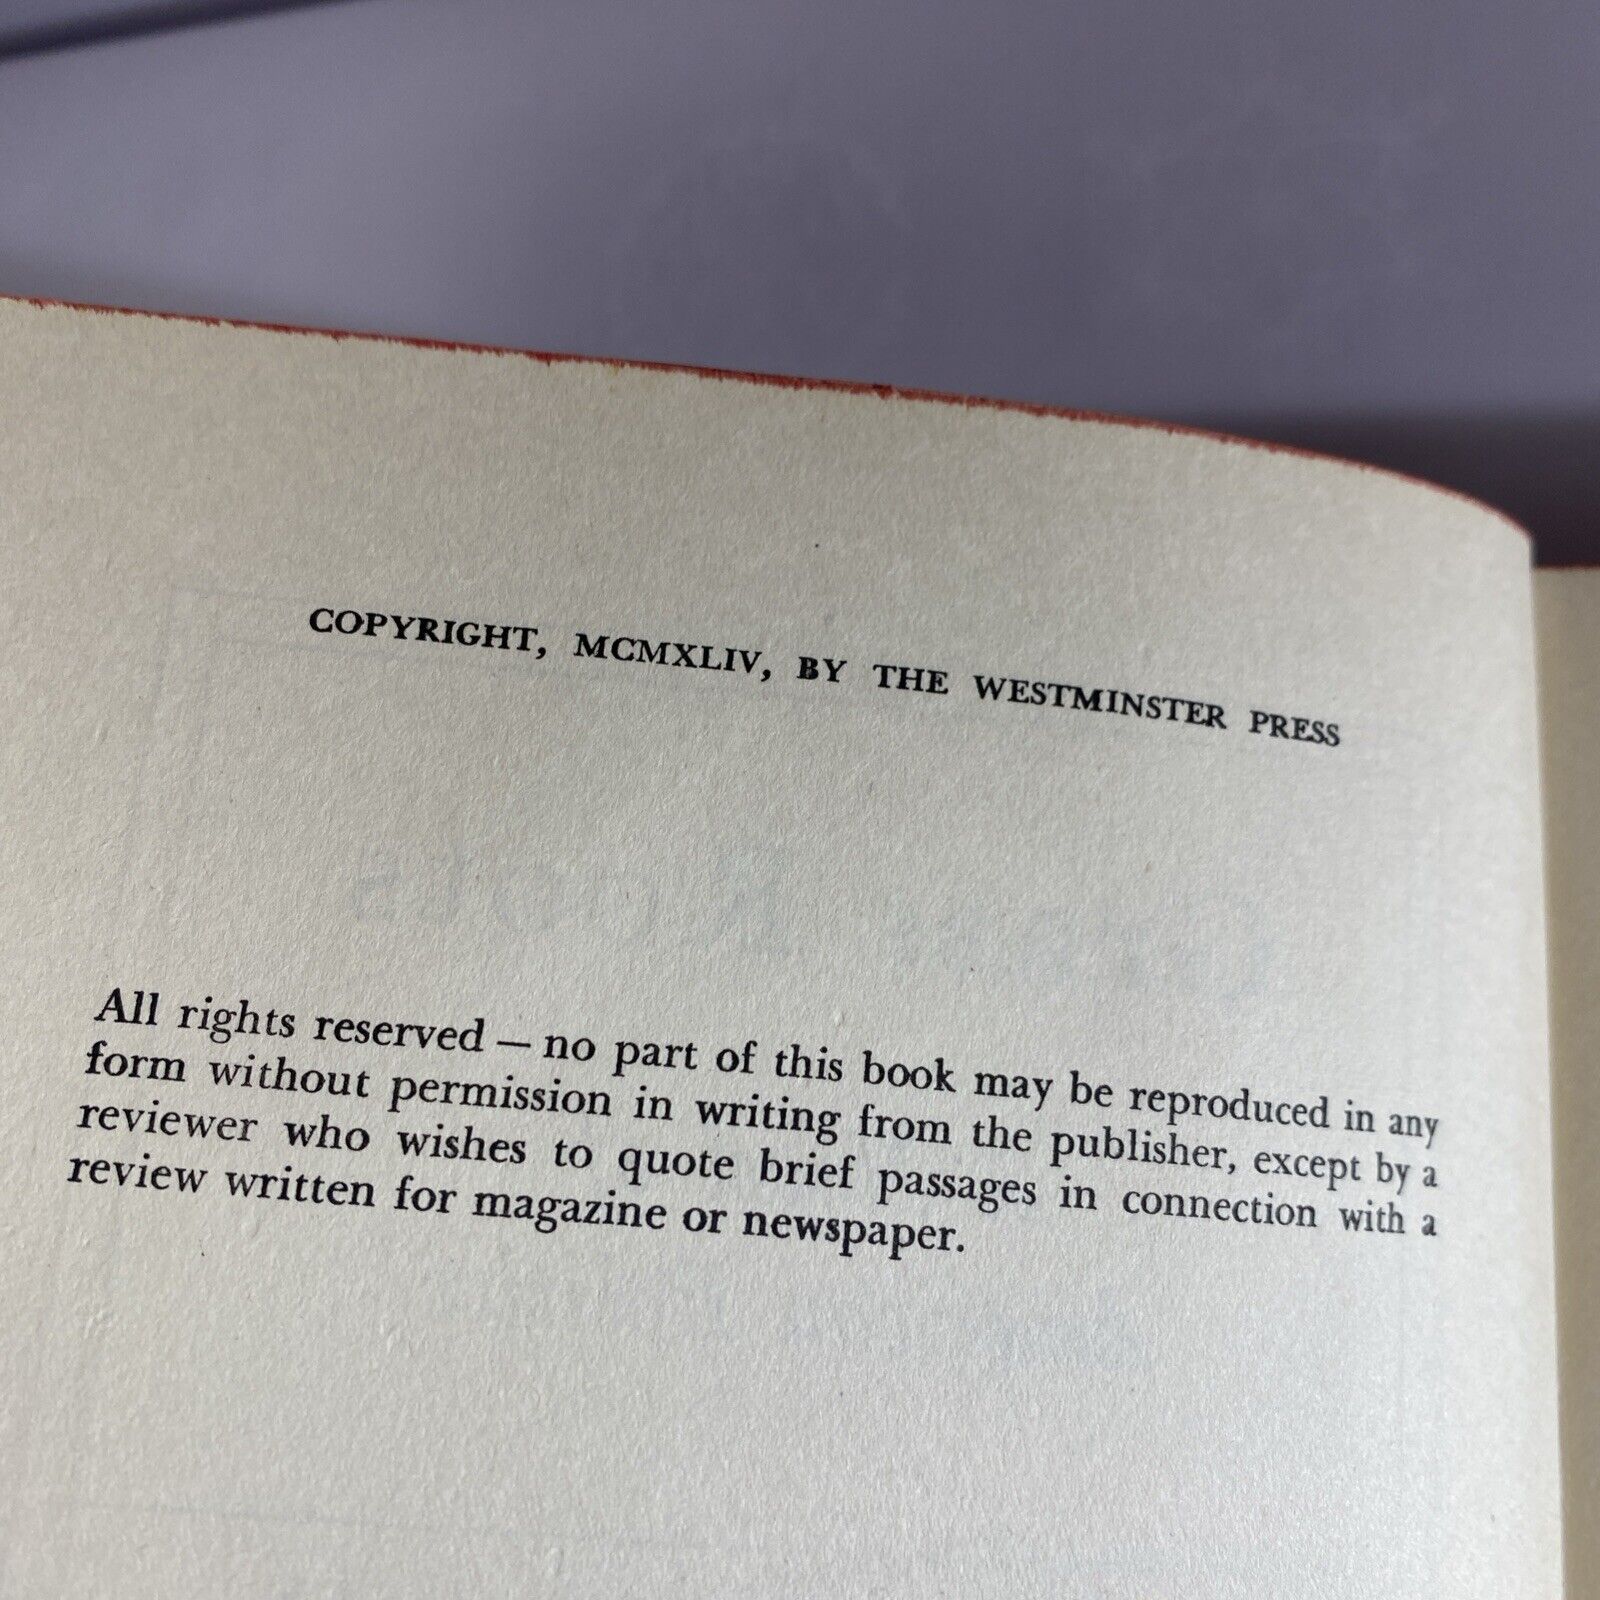 COPYRIGHT, MCMXLIV, BY THE WESTMINSTER PRESS
All rights reserved — no part of this book may be reproduced in any
form without permission in writing from the publisher, except by a
reviewer who wishes to quote brief passages in connection with a
review written for magazine or newspaper.